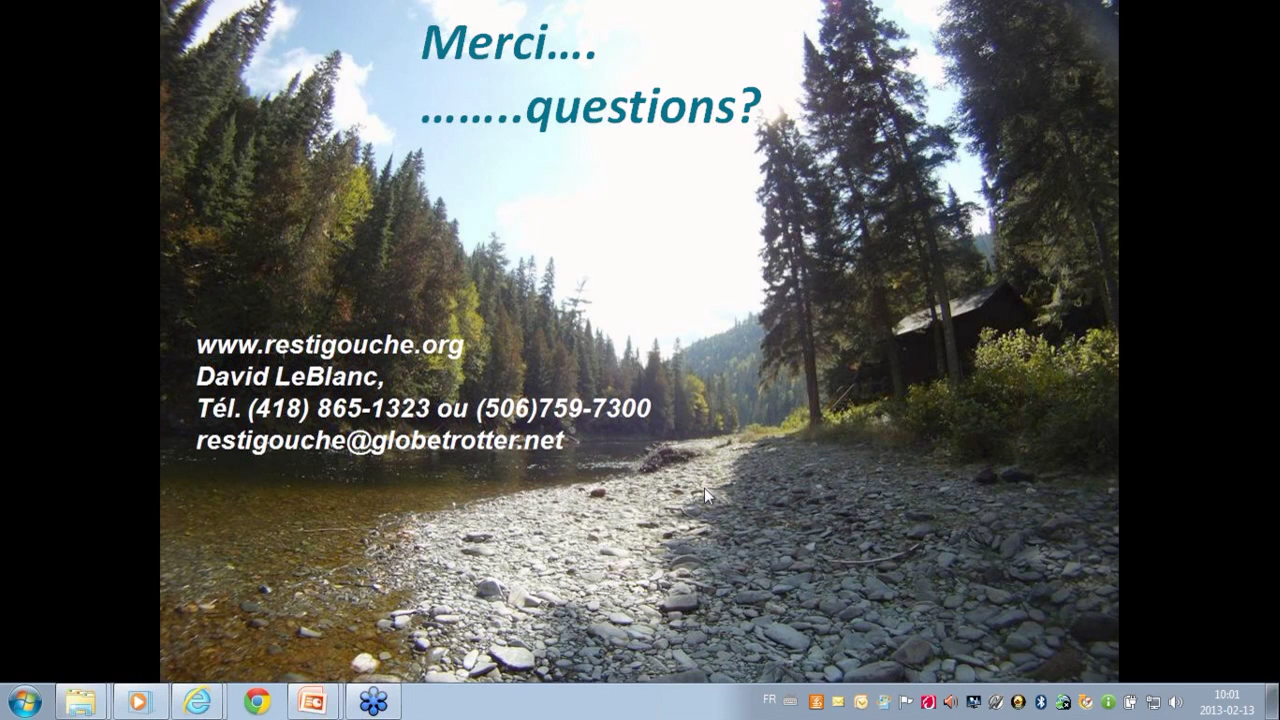 Merci….
……..questions?
www.restigouche.org
David LeBlanc,
Tél. (418) 865-1323 ou (506)759-7300
restigouche@globetrotter.net
FR
10:01
2013-02-13